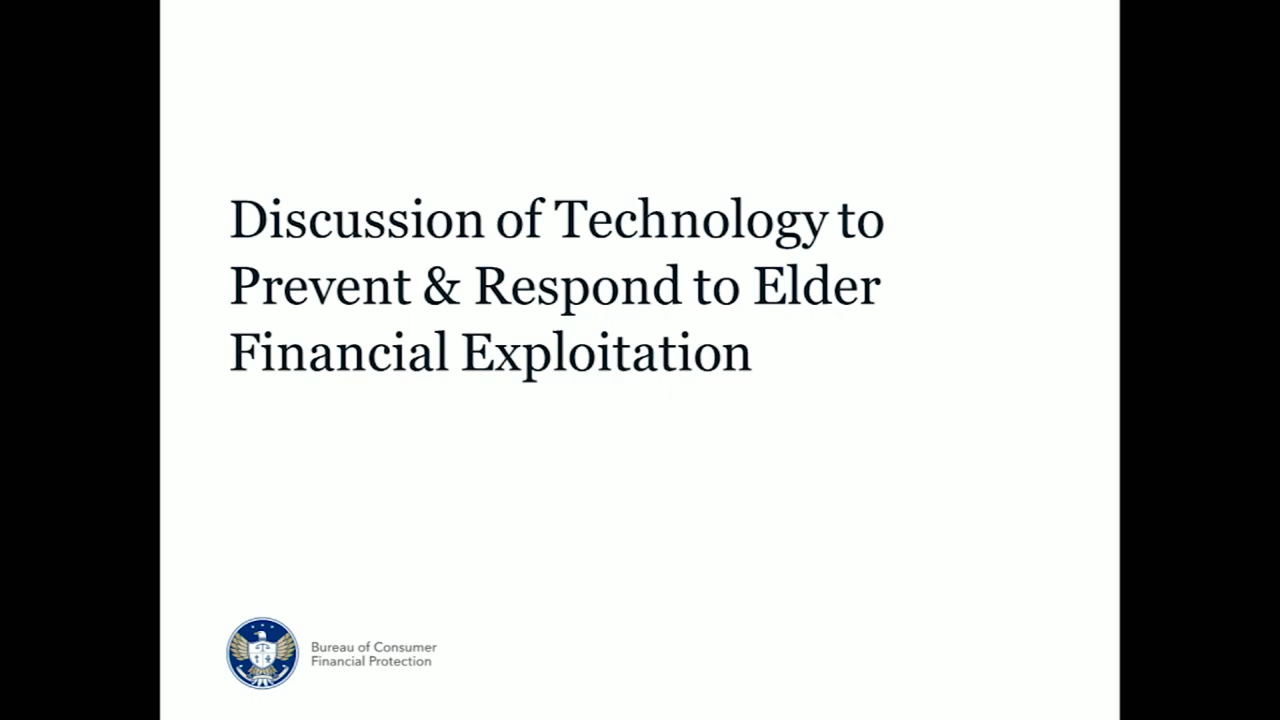 Discussion of Technology to
Prevent & Respond to Elder
Financial Exploitation
Bureau of Consumer
Financial Protection